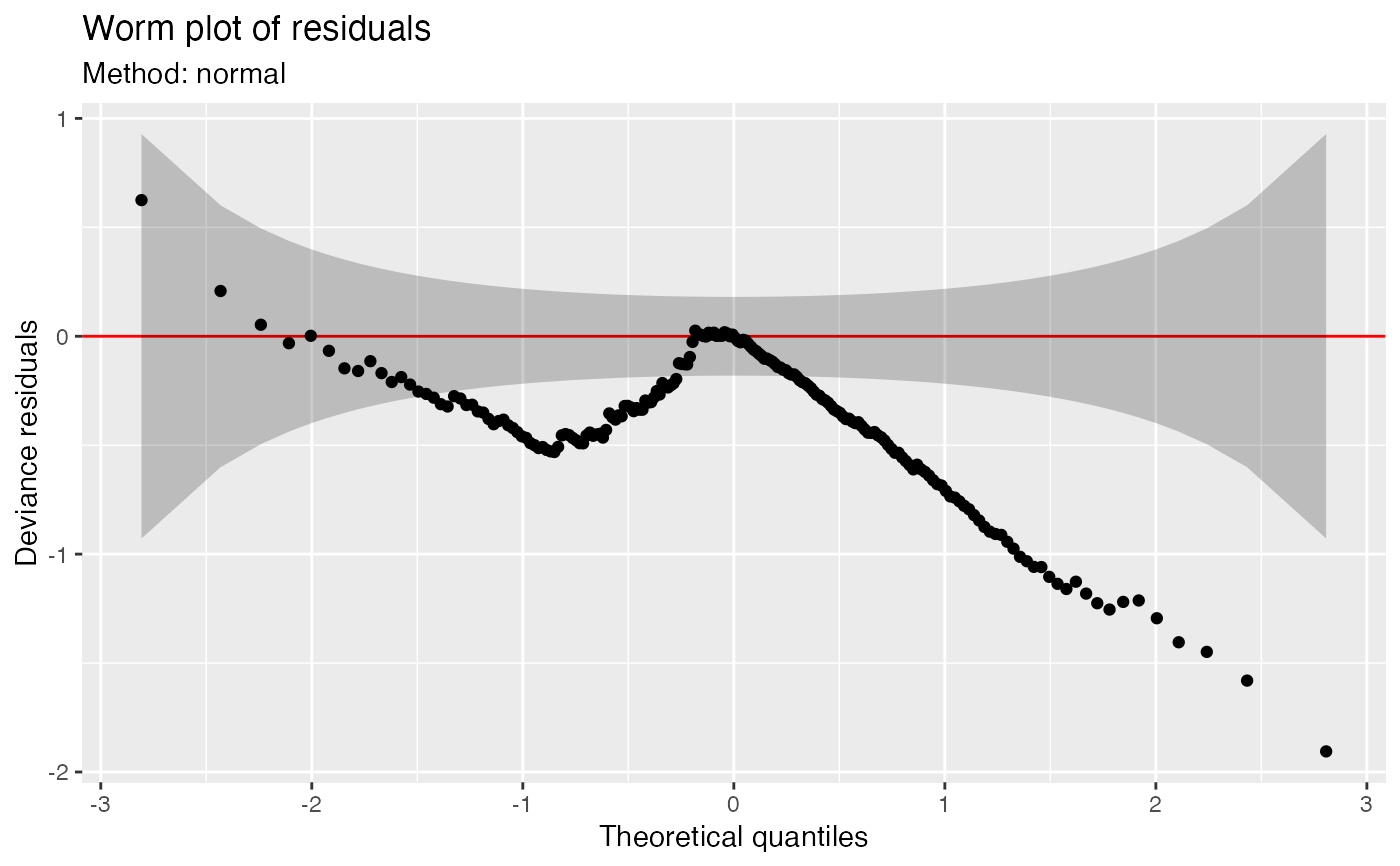 Worm plot of residuals
Method: normal
1
0
-1
-2
Deviance residuals
-3
-2
-1
0
1
2
3
Theoretical quantiles